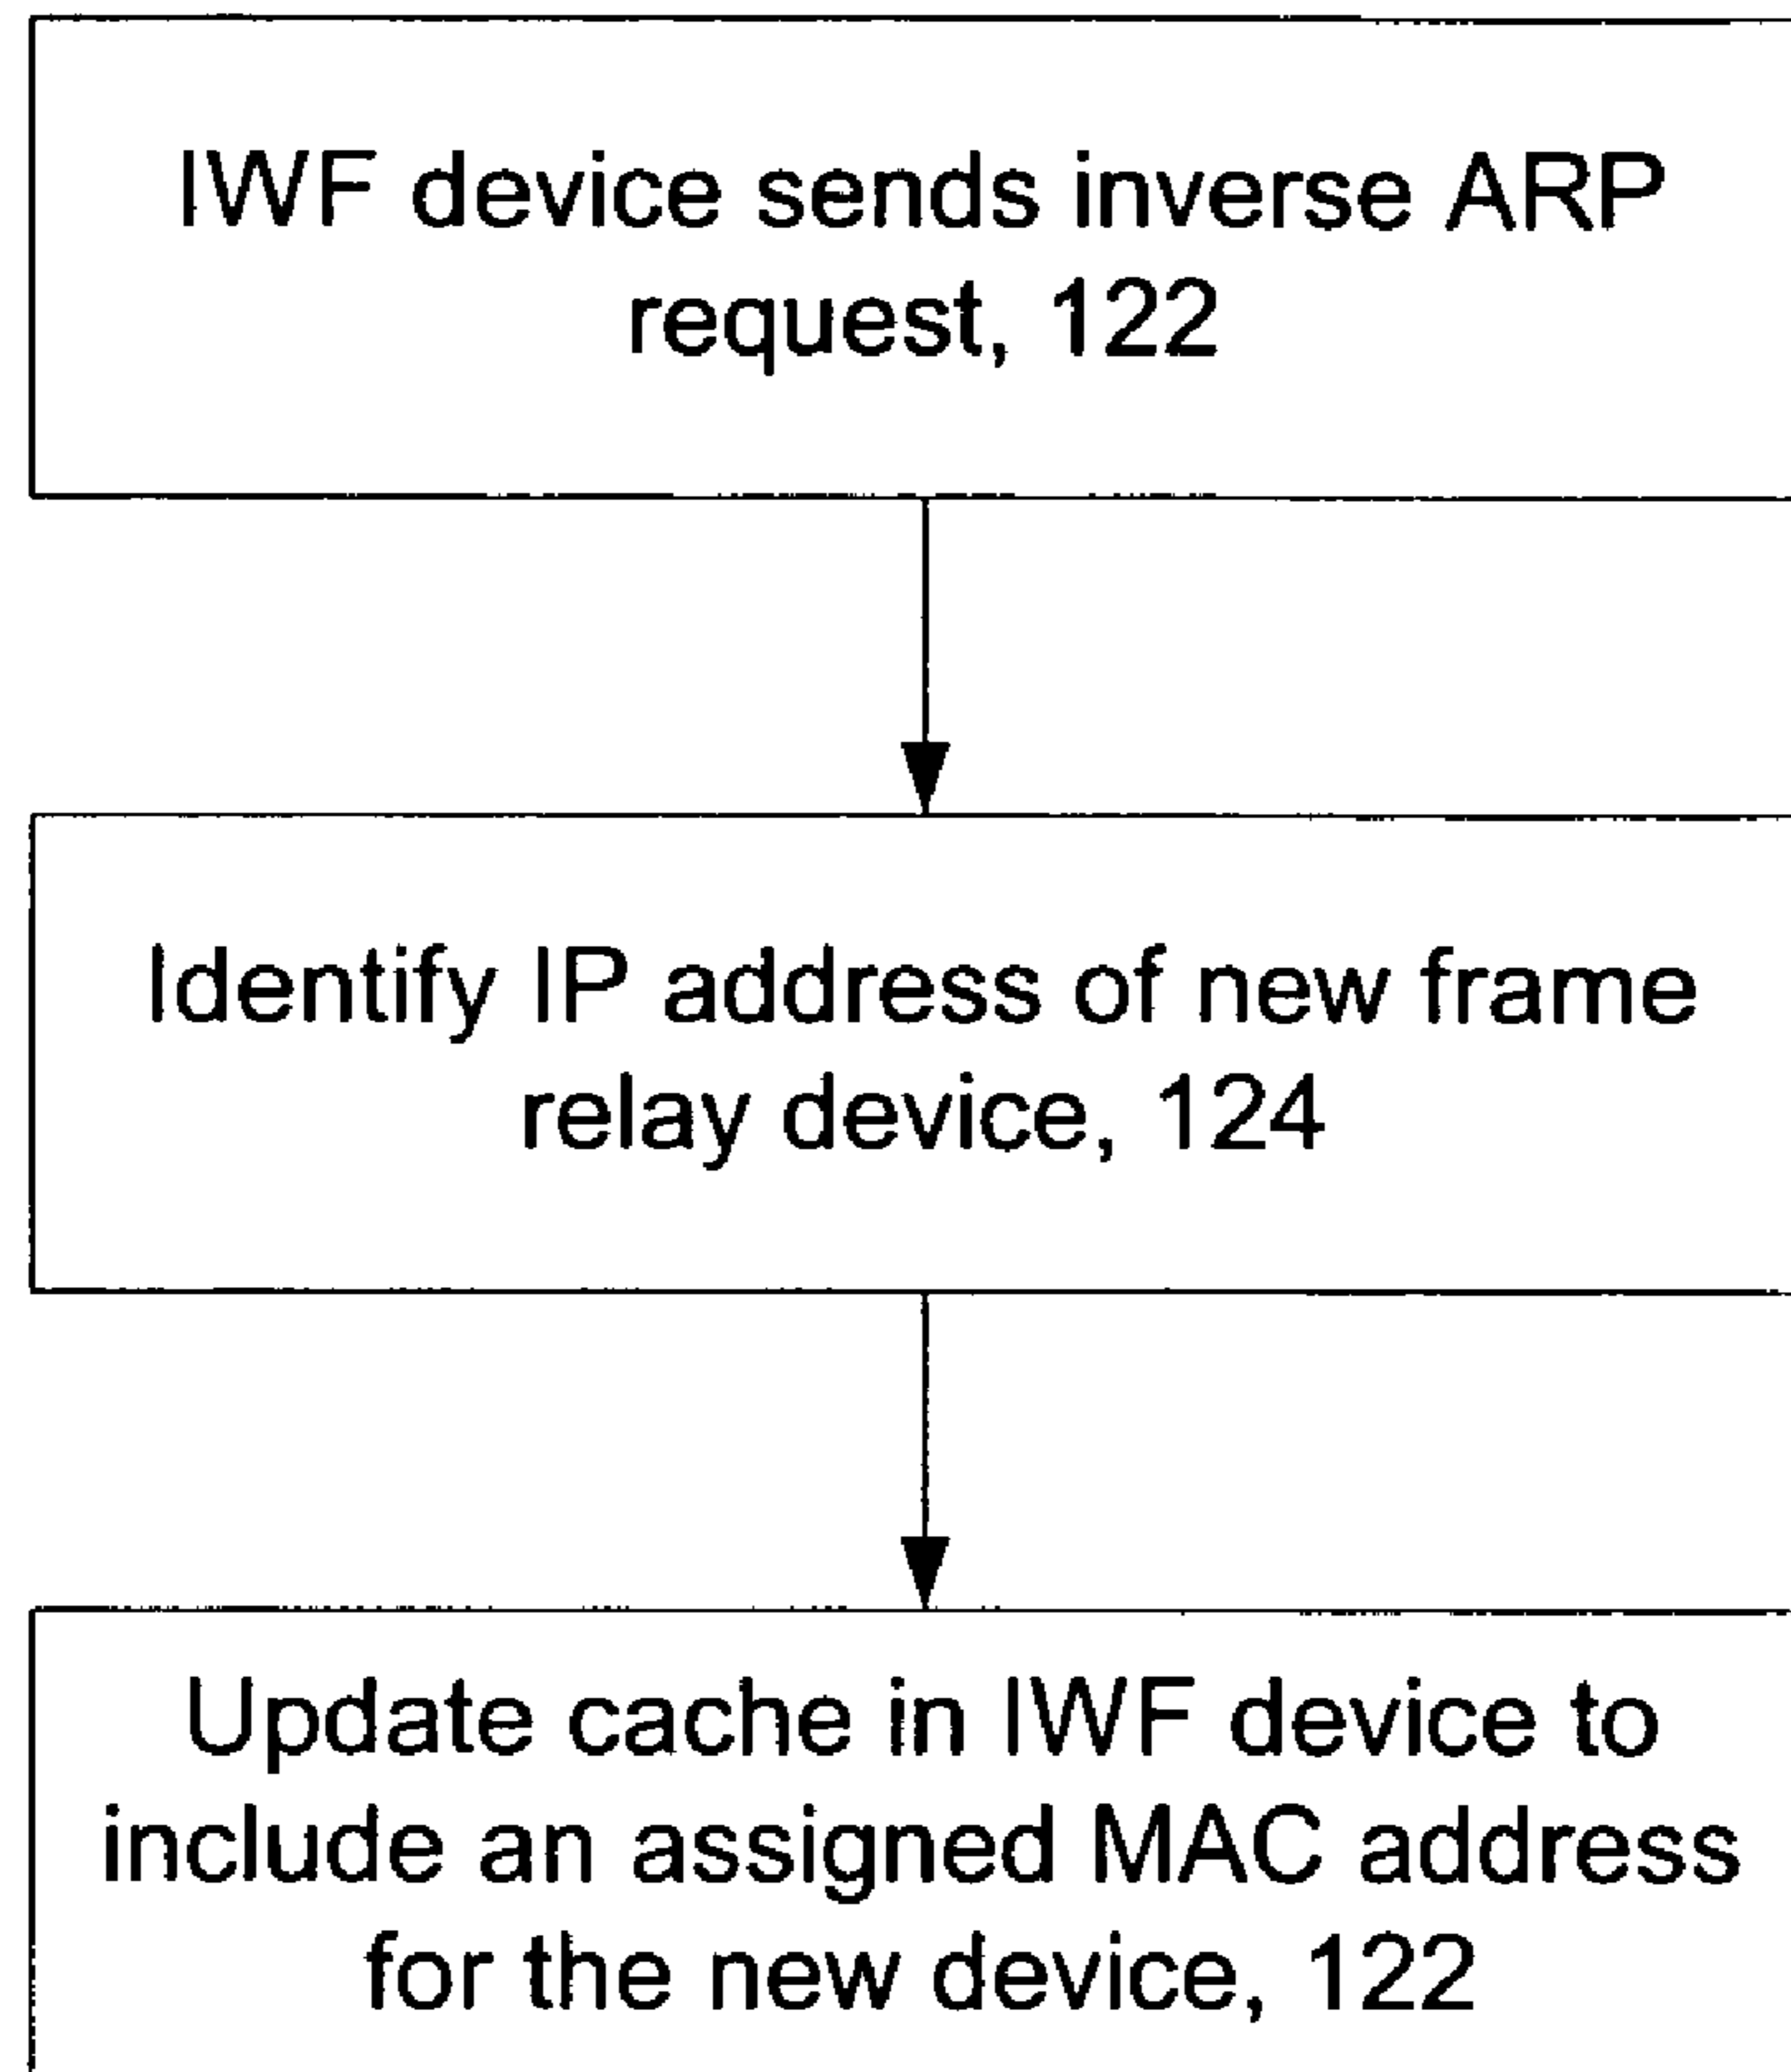 IWF device sends inverse ARP
request, 122
Identify IP address of new frame
relay device, 124
Update cache in IWF device to
include an assigned MAC address
for the new device, 122